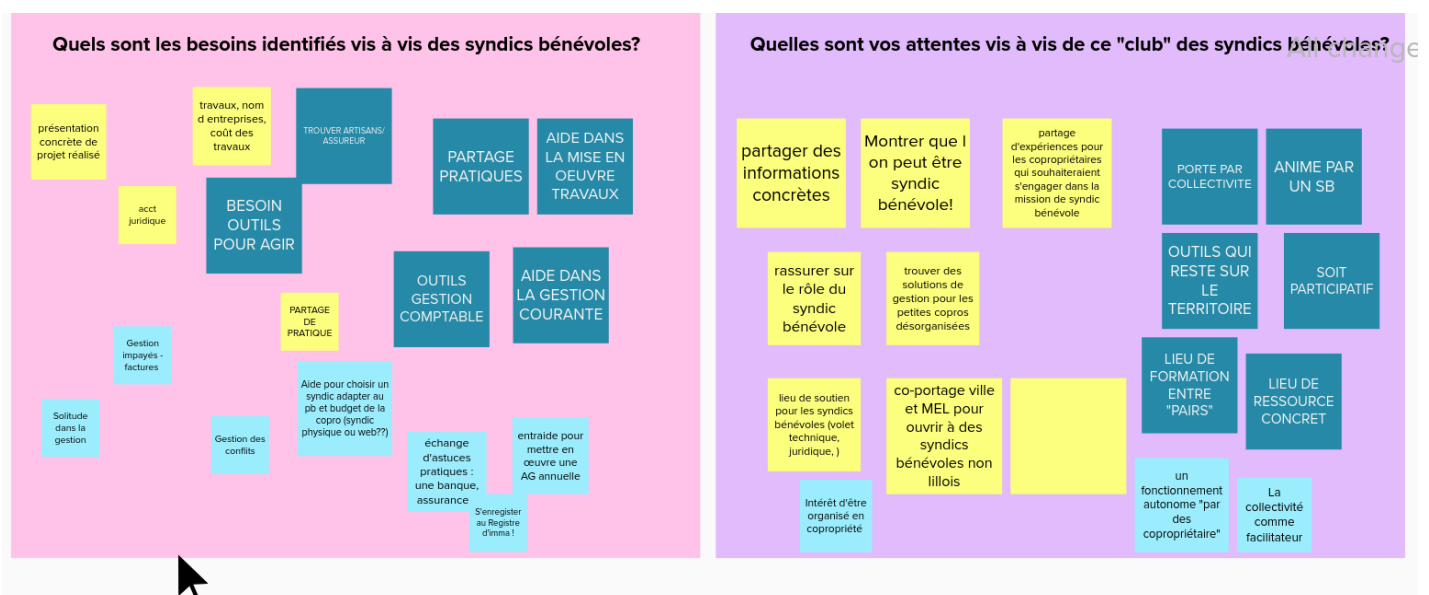 Quels sont les besoins identifiés vis à vis des syndics bénévoles?
présentation
concrète de
projet réalisé
travaux, nom
d entreprises,
coût des
travaux
TROUVER ARTISANS/
ASSUREUR
PARTAGE
PRATIQUES
AIDE DANS
LA MISE EN
OEUVRE
TRAVAUX
acct
juridique
BESOIN
OUTILS
POUR AGIR
OUTILS
GESTION
COMPTABLE
AIDE DANS
LA GESTION
COURANTE
PARTAGE
DE
PRATIQUE
Gestion
impayés -
factures
Solitude
dans la
gestion
Gestion des
conflits
Aide pour choisir un
syndic adapter au
pb et budget de la
copro (syndic
physique ou web??)
échange
d'astuces
pratiques :
une banque,
assurance
entraide pour
mettre en
œuvre une
AG annuelle
S'enregister
au Registre
d'imma !
Quelles sont vos attentes vis à vis de ce "club" des syndics bénévoles?
All change
partager des
informations
concrètes
Montrer que l
on peut être
syndic
bénévole!
partage
d'expériences pour
les copropriétaires
qui souhaiteraient
s'engager dans la
mission de syndic
bénévole
PORTE PAR
COLLECTIVITE
ANIME PAR
UN SB
rassurer sur
le rôle du
syndic
bénévole
trouver des
solutions de
gestion pour les
petites copros
désorganisées
OUTILS QUI
RESTE SUR
LE
TERRITOIRE
SOIT
PARTICIPATIF
lieu de soutien
pour les syndics
bénévoles (volet
technique,
juridique, )
co-portage ville
et MEL pour
ouvrir à des
syndics
bénévoles non
lillois
LIEU DE
FORMATION
ENTRE
"PAIRS"
LIEU DE
RESSOURCE
CONCRET
Intérêt d'être
organisé en
copropriété
un
fonctionnement
autonome "par
des
copropriétaire"
La
collectivité
comme
facilitateur